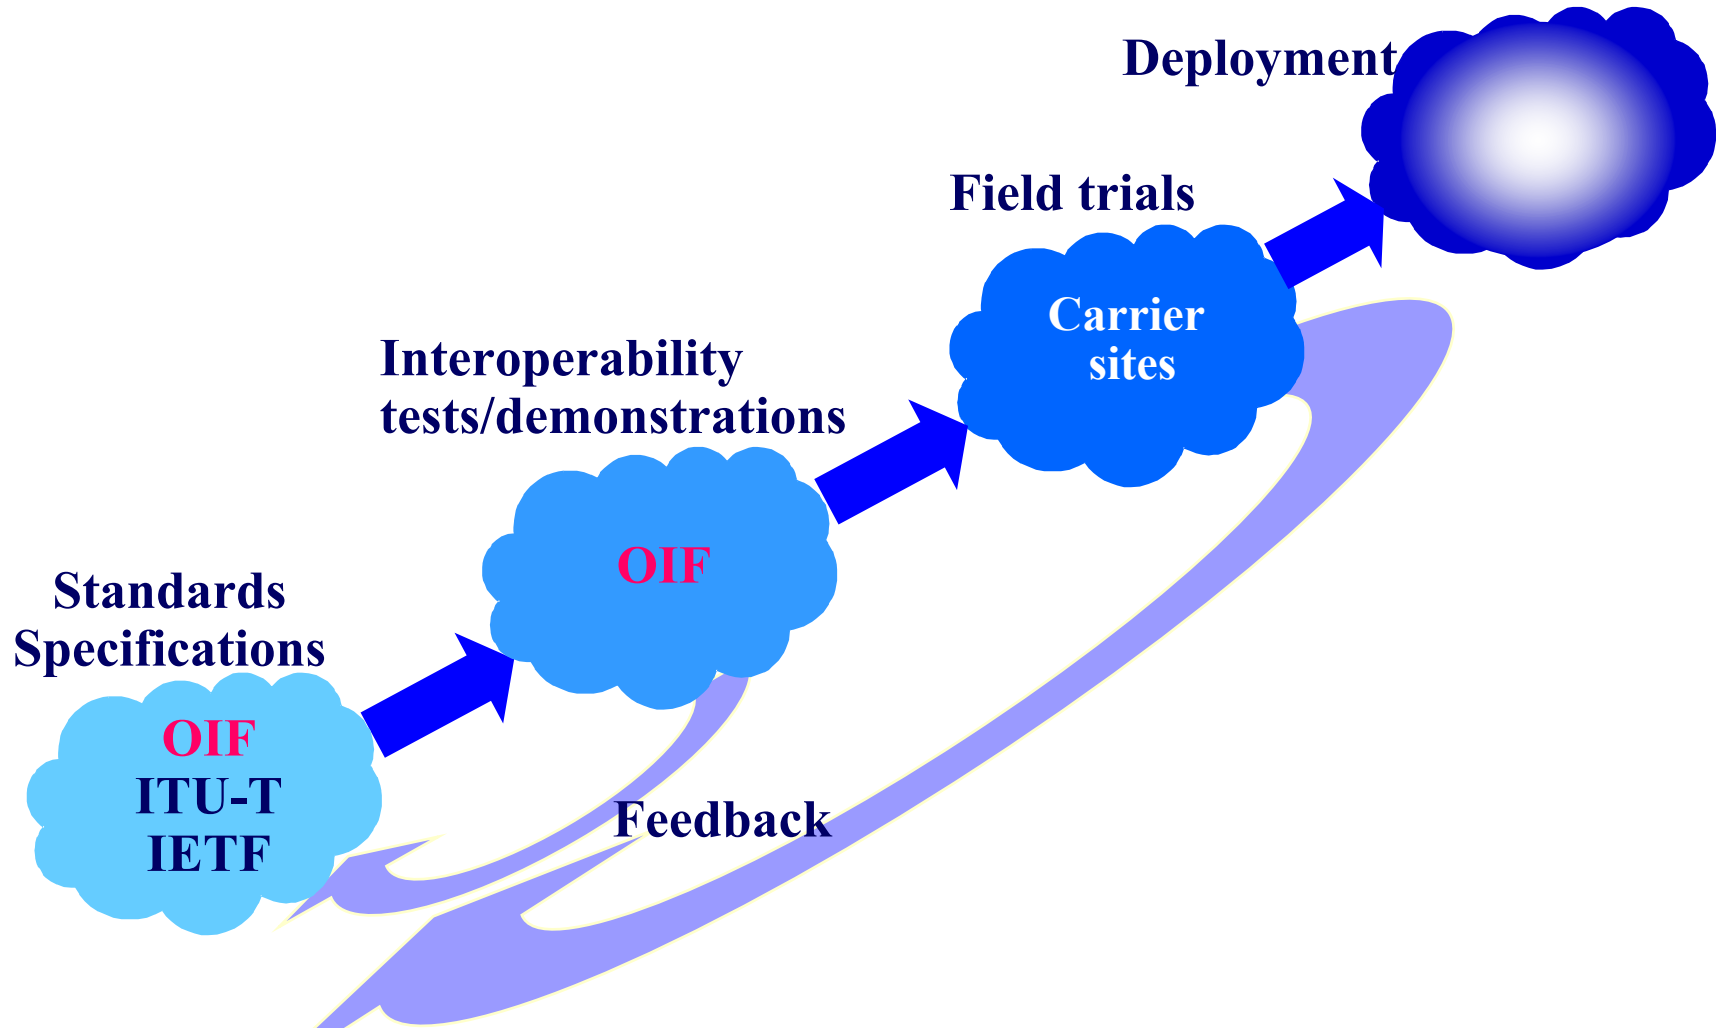 Deployment
Field trials
Carrier
sites
Interoperability
tests/demonstrations
OIF
Standards
Specifications
OIF
ITU-T
IETF
Feedback